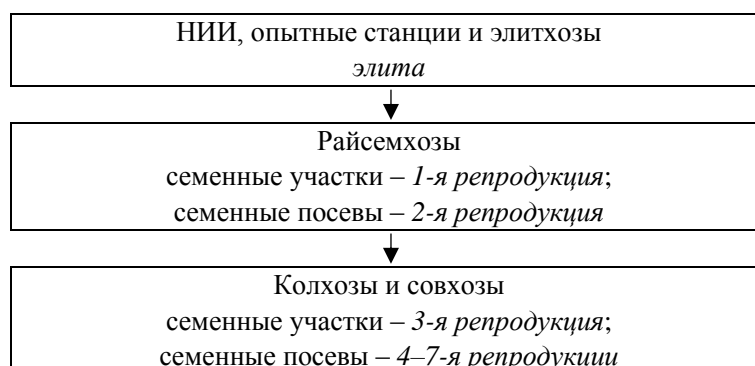 НИИ, опытные станции и элитхозы
элита
Райсемхозы
семенные участки – 1-я репродукция;
семенные посевы – 2-я репродукция
Колхозы и совхозы
семенные участки – 3-я репродукция;
семенные посевы – 4–7-я репродукции